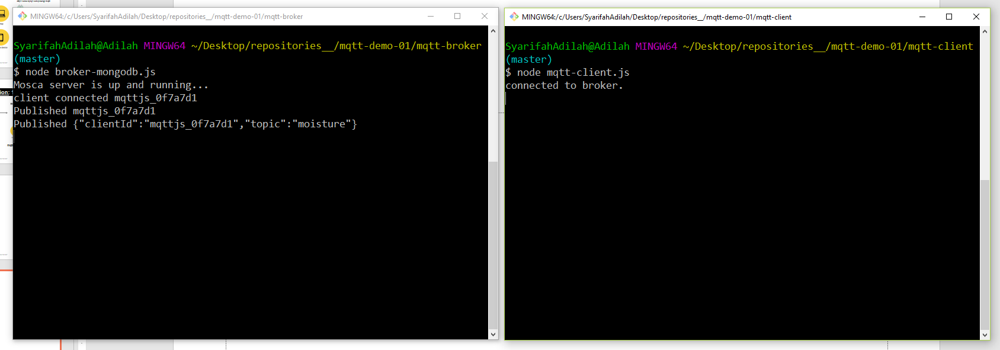 MINGW64:/c/Users/SyarifahAdilah/Desktop/repositories__/mqtt-demo-01/mqtt-broker
SyarifahAdilah@Adilah MINGW64 ~/Desktop/repositories__/mqtt-demo-01/mqtt-broker
(master)
$ node broker-mongodb.js
Mosca server is up and running...
client connected mqttjs_0f7a7d1
Published mqttjs_0f7a7d1
Published {"clientId":"mqttjs_0f7a7d1","topic":"moisture"}
MINGW64:/c/Users/SyarifahAdilah/Desktop/repositories__/mqtt-demo-01/mqtt-client
SyarifahAdilah@Adilah MINGW64 ~/Desktop/repositories__/mqtt-demo-01/mqtt-client
(master)
$ node mqtt-client.js
connected to broker.